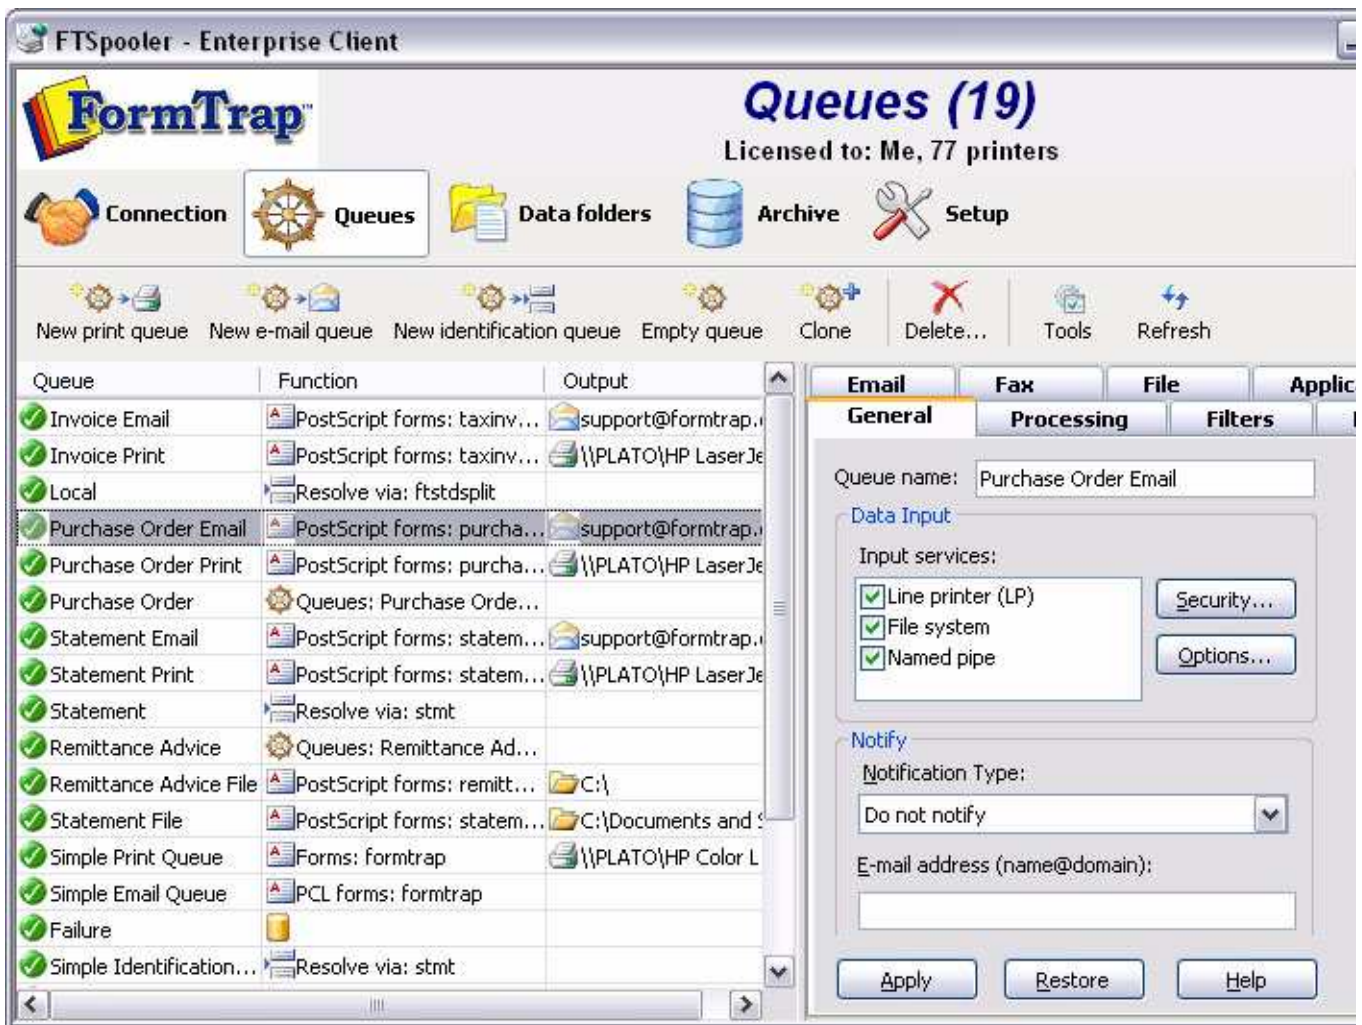 FTSpooler - Enterprise Client
FormTrap™
Queues (19)
Licensed to: Me, 77 printers
Connection
Queues
Data folders
Archive
Setup
New print queue
New e-mail queue
New identification queue
Empty queue
Clone
Delete...
Tools
Refresh
Queue Function Output
Invoice Email PostScript forms: taxinv... support@formtrap.
Invoice Print PostScript forms: taxinv... \\PLATO\HP LaserJe
Local Resolve via: ftstdsplit
Purchase Order Email PostScript forms: purcha... support@formtrap.
Purchase Order Print PostScript forms: purcha... \\PLATO\HP LaserJe
Purchase Order Queues: Purchase Orde...
Statement Email PostScript forms: statem... support@formtrap.
Statement Print PostScript forms: statem... \\PLATO\HP LaserJe
Statement Resolve via: stmt
Remittance Advice Queues: Remittance Ad...
Remittance Advice File PostScript forms: remitt... C:\
Statement File PostScript forms: statem... C:\Documents and S
Simple Print Queue Forms: formtrap \\PLATO\HP Color L
Simple Email Queue PCL forms: formtrap
Failure
Simple Identification... Resolve via: stmt
Email Fax File Applic
General Processing Filters
Queue name: Purchase Order Email
Data Input
Input services:
Line printer (LP)
File system
Named pipe
Security...
Options...
Notify
Notification Type:
Do not notify
E-mail address (name@domain):
Apply Restore Help